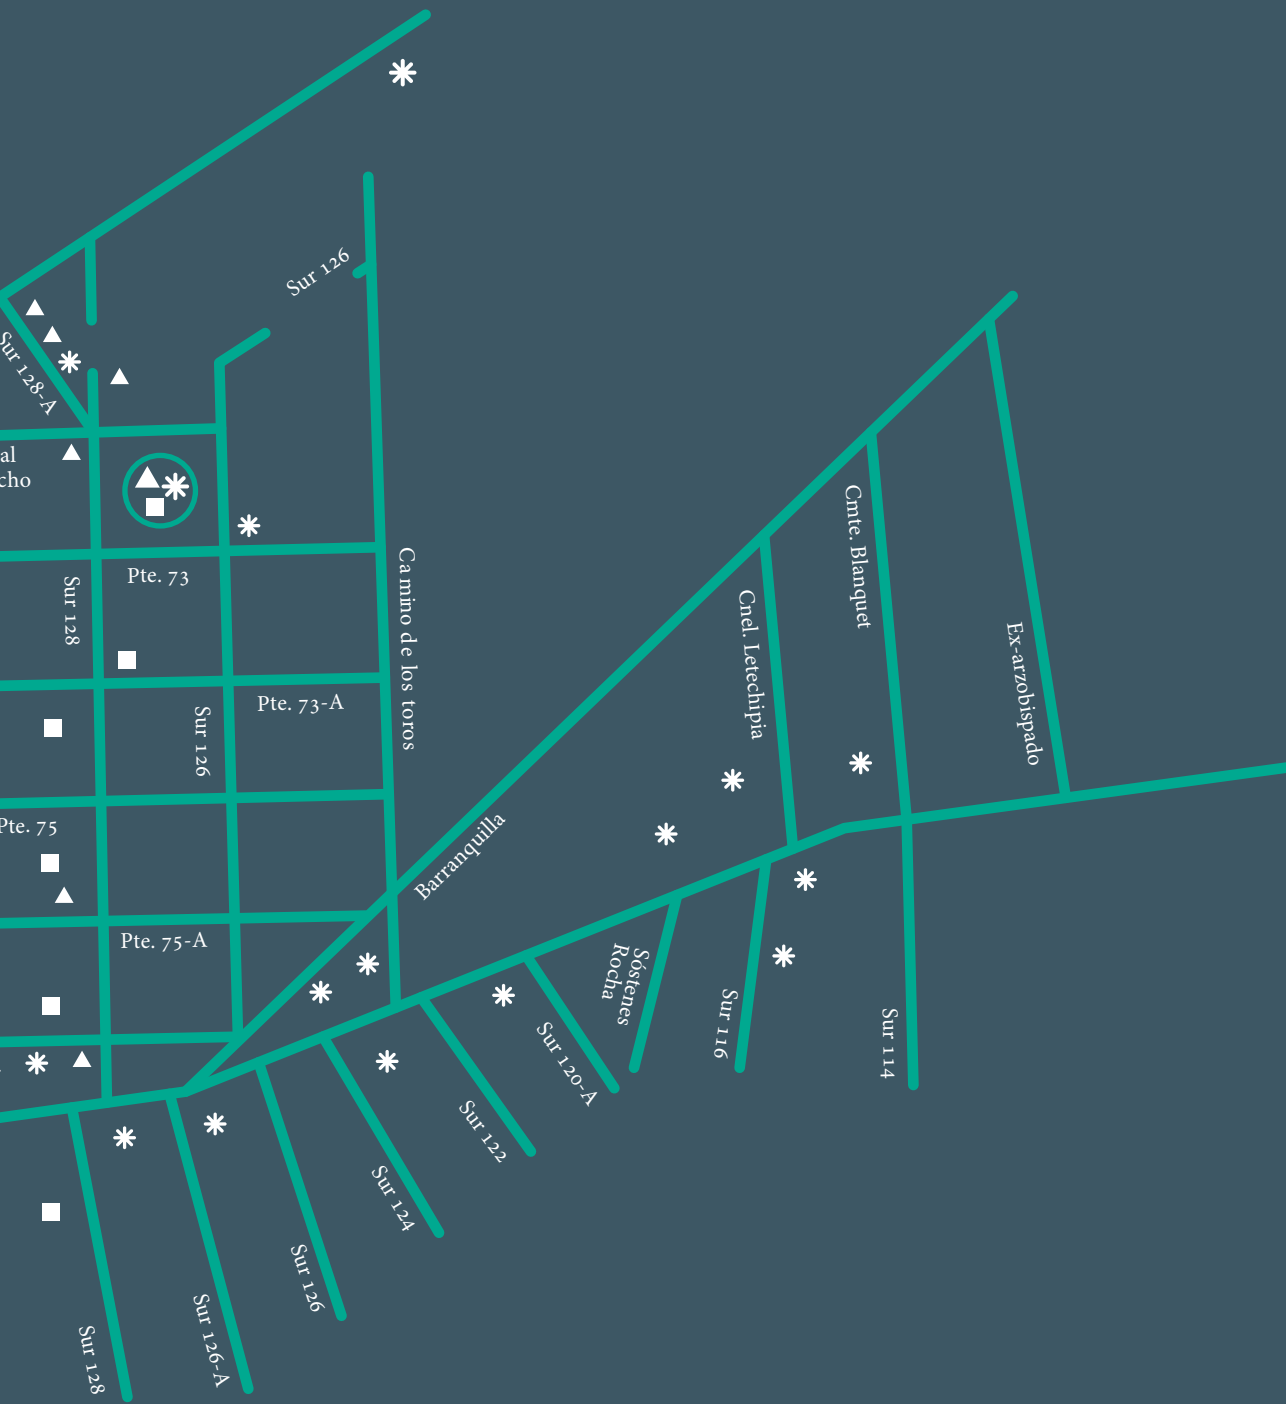 Sur 126
Sur 128-A
al
cho
Cmte. Blanquet
Camino de los toros
Pte. 73
Sur 128
Cnel. Letechipia
Ex-arzobispado
Pte. 73-A
Sur 126
Pte. 75
Barranquilla
Pte. 75-A
Sóstenes
Rocha
Sur 116
Sur 114
Sur 120-A
Sur 122
Sur 124
Sur 126
Sur 126-A
Sur 128